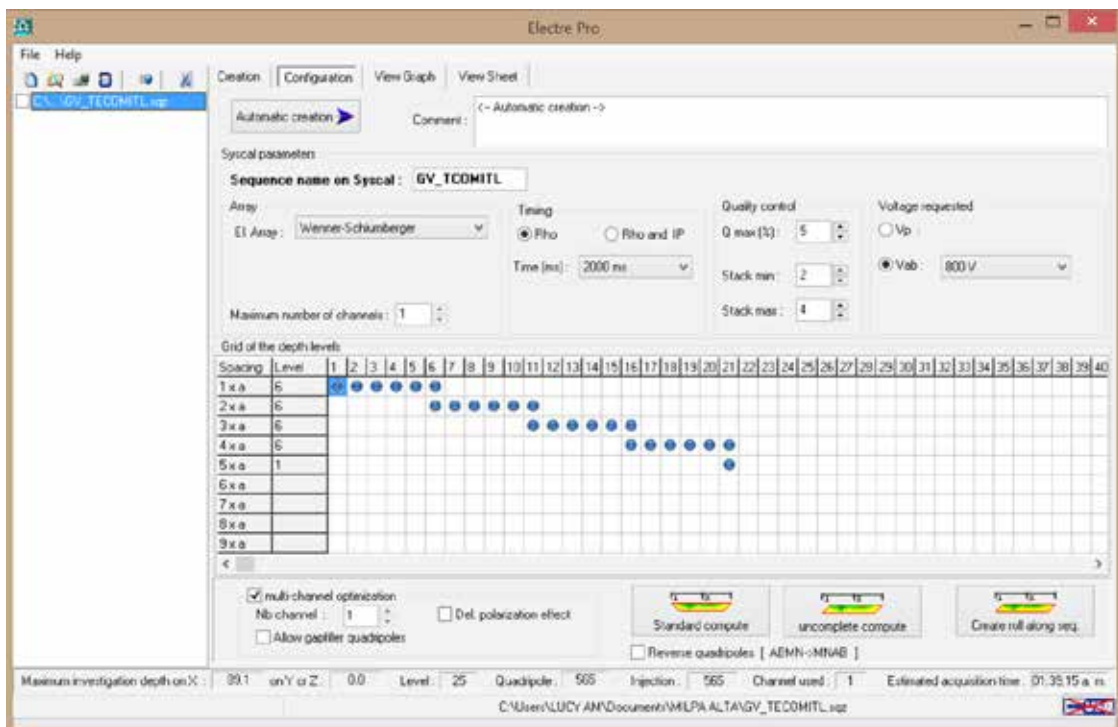 Electre Pro
File Help
Creation Configuration View Graph View Sheet
C:\...\GV_TECOMITL.sqz
Automatic creation
Comment :
<- Automatic creation ->
Syscal parameters
Sequence name on Syscal : GV_TCOMITL
Array
El Array : Wenner-Schlumberger
Maximum number of channels : 1
Timing
Rho Rho and IP
Time (ms) : 2000 ms
Quality control
Q max (%) : 5
Stack min : 2
Stack max : 4
Voltage requested
Vp :
Vab : 800 V
Grid of the depth levels
Spacing Level 1 2 3 4 5 6 7 8 9 10 11 12 13 14 15 16 17 18 19 20 21 22 23 24 25 26 27 28 29 30 31 32 33 34 35 36 37 38 39 40
1 x a 6
2 x a 6
3 x a 6
4 x a 6
5 x a 1
6 x a
7 x a
8 x a
9 x a
multi-channel optimization
Nb channel : 1
Del. polarization effect
Allow gapfiller quadripoles
Standard compute
uncomplete compute
Create roll along seq.
Reverse quadripoles [ ABMN->MNAB ]
Maximum investigation depth on X : 89.1 on Y or Z : 0.0 Level : 25 Quadripole : 565 Injection : 565 Channel used : 1 Estimated acquisition time : 01:35:15 a. m.
C:\Users\LUCY AM\Documents\MILPA ALTA\GV_TECOMITL.sqz